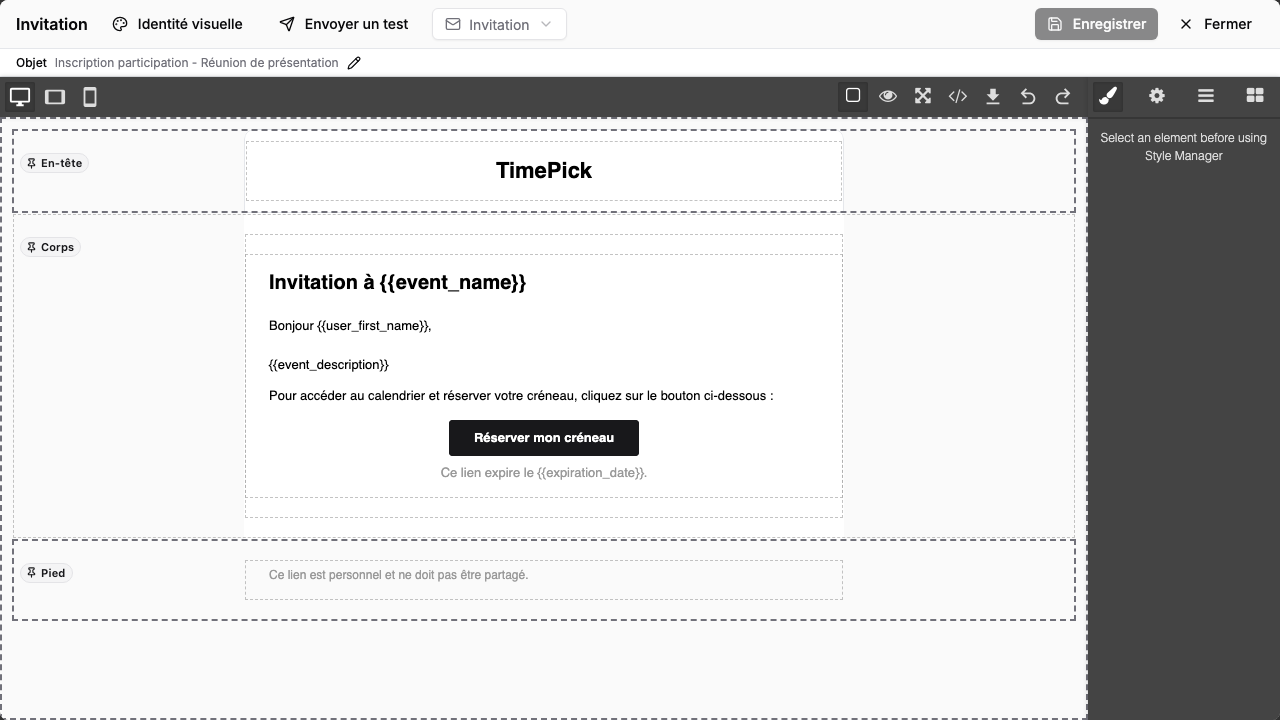 Invitation
Identité visuelle
Envoyer un test
Invitation
Enregistrer
Fermer
Objet Inscription participation - Réunion de présentation
Select an element before using
Style Manager
En-tête
TimePick
Corps
Invitation à {{event_name}}
Bonjour {{user_first_name}},
{{event_description}}
Pour accéder au calendrier et réserver votre créneau, cliquez sur le bouton ci-dessous :
Réserver mon créneau
Ce lien expire le {{expiration_date}}.
Pied
Ce lien est personnel et ne doit pas être partagé.